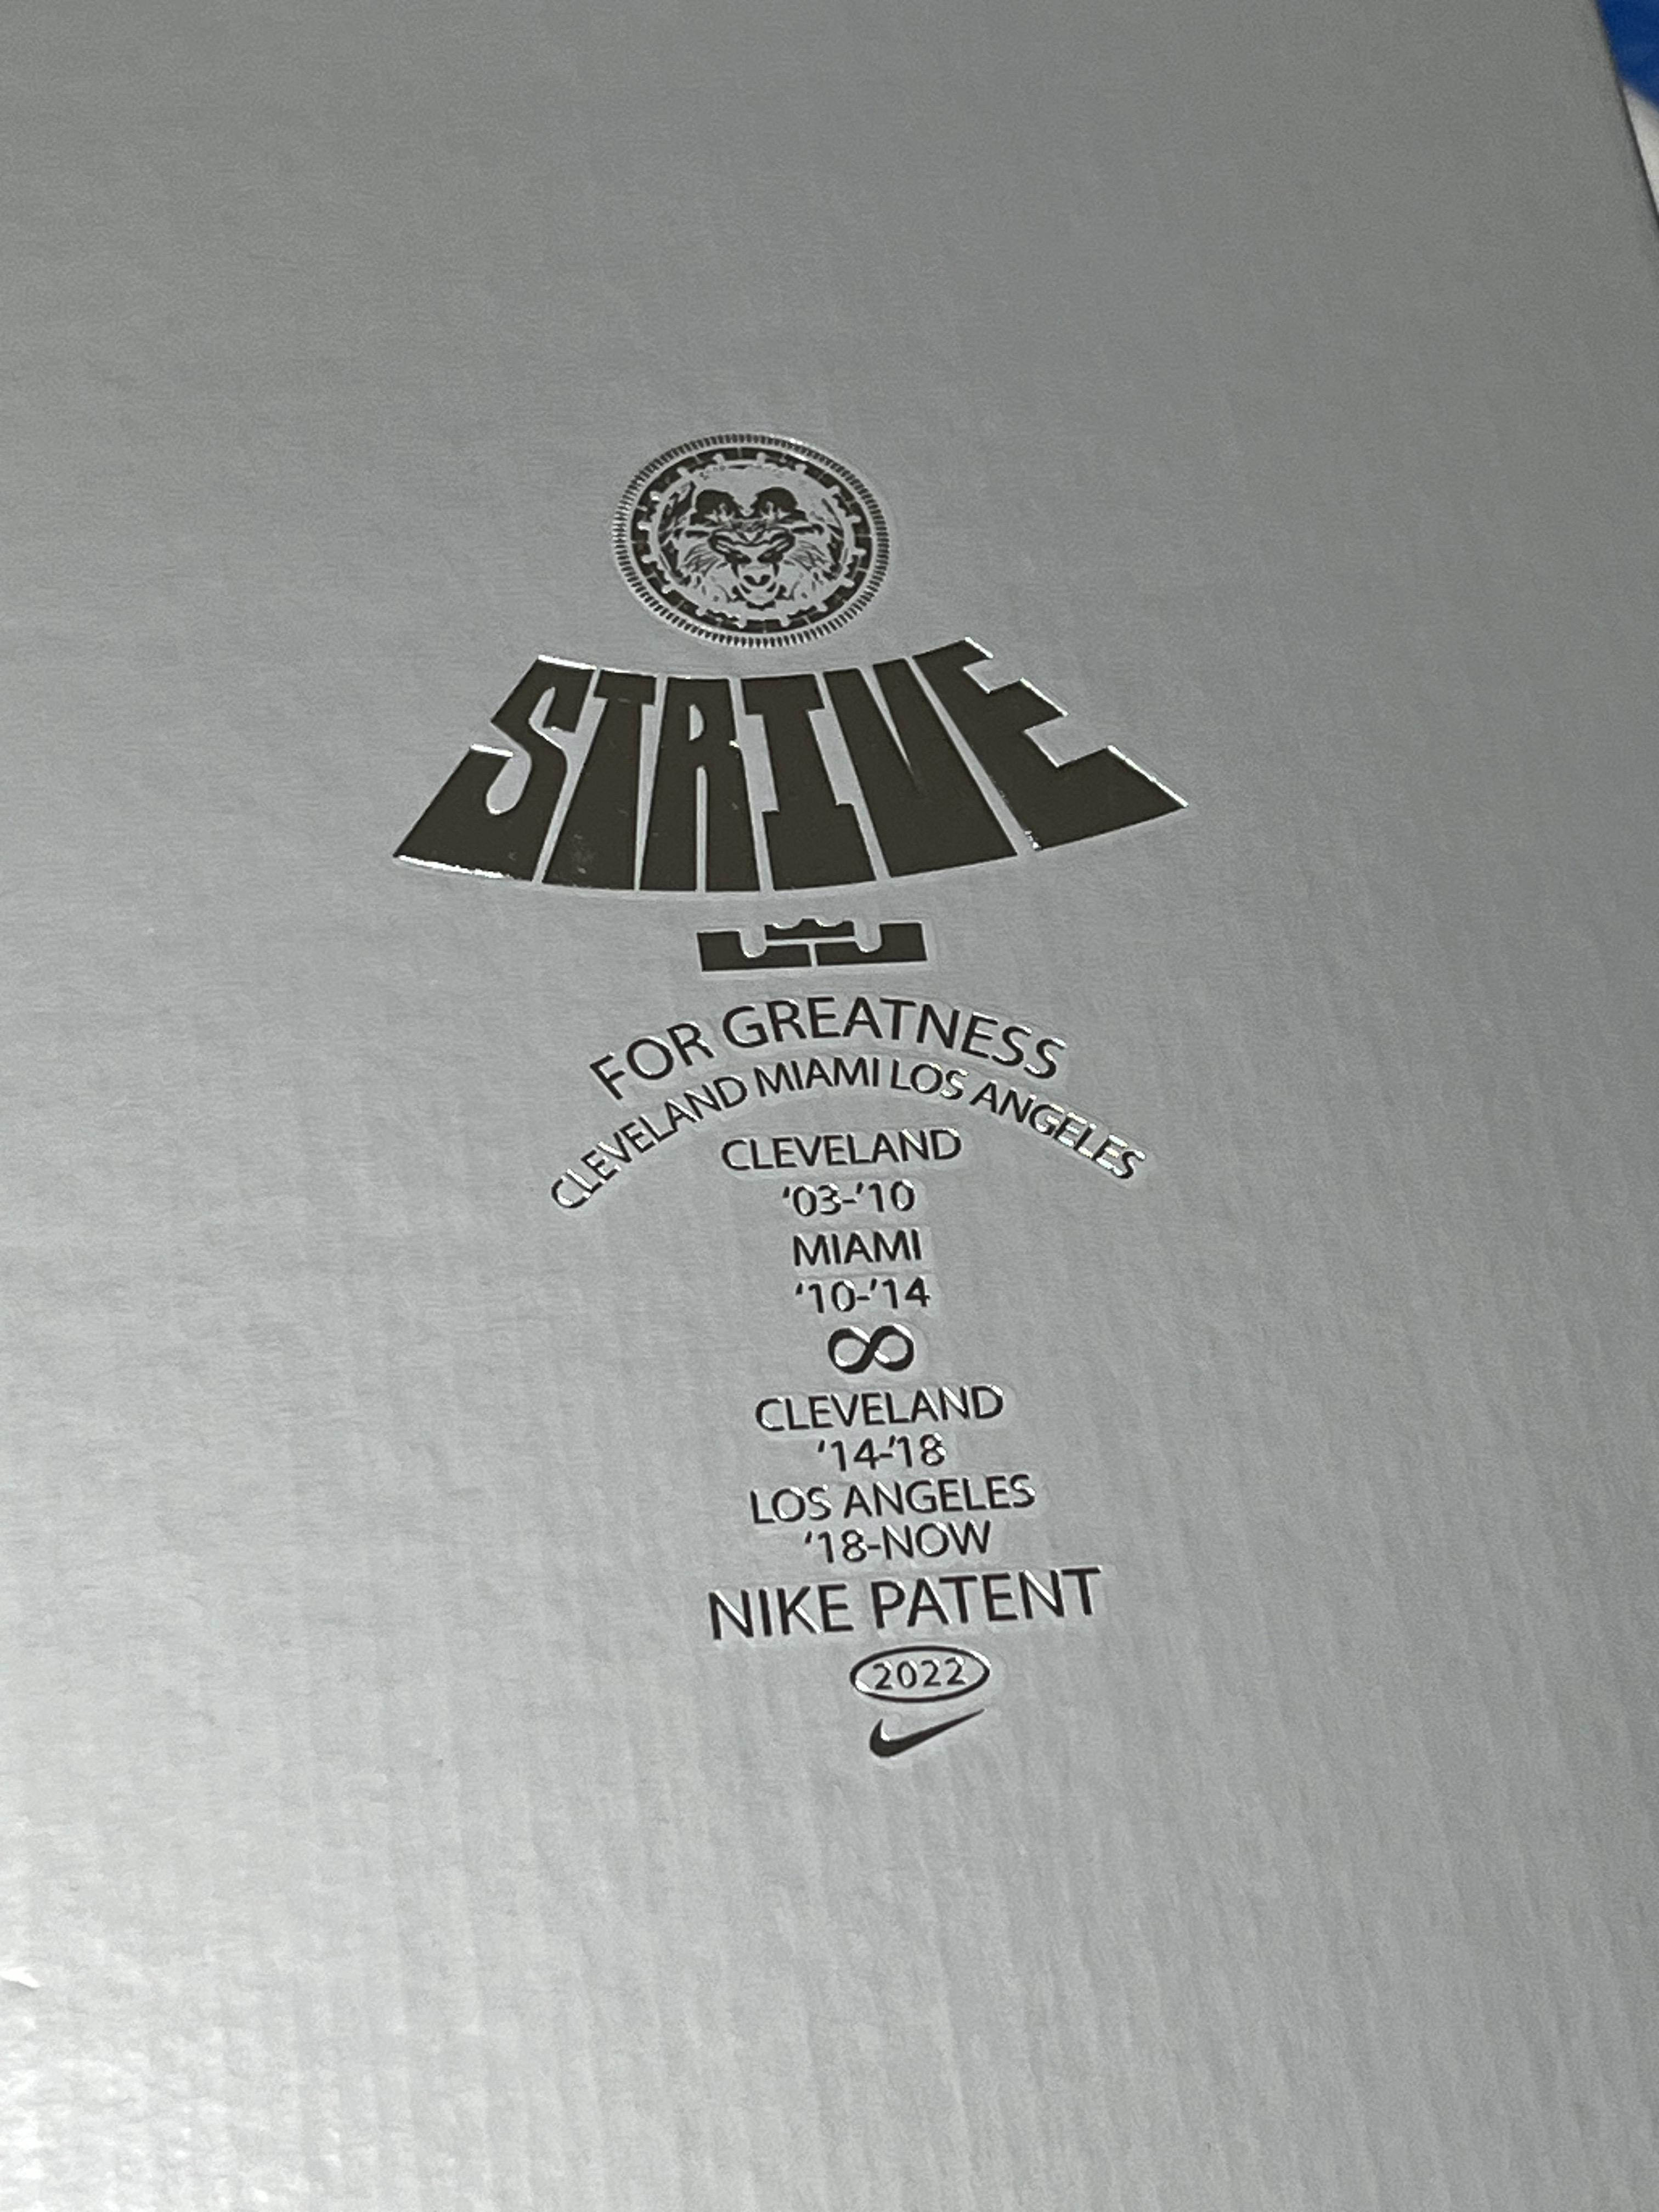 STRIVE
FOR GREATNESS
CLEVELAND MIAMI LOS ANGELES
CLEVELAND
‘03-’10
MIAMI
‘10-’14
∞
CLEVELAND
‘14-’18
LOS ANGELES
‘18-NOW
NIKE PATENT
2022